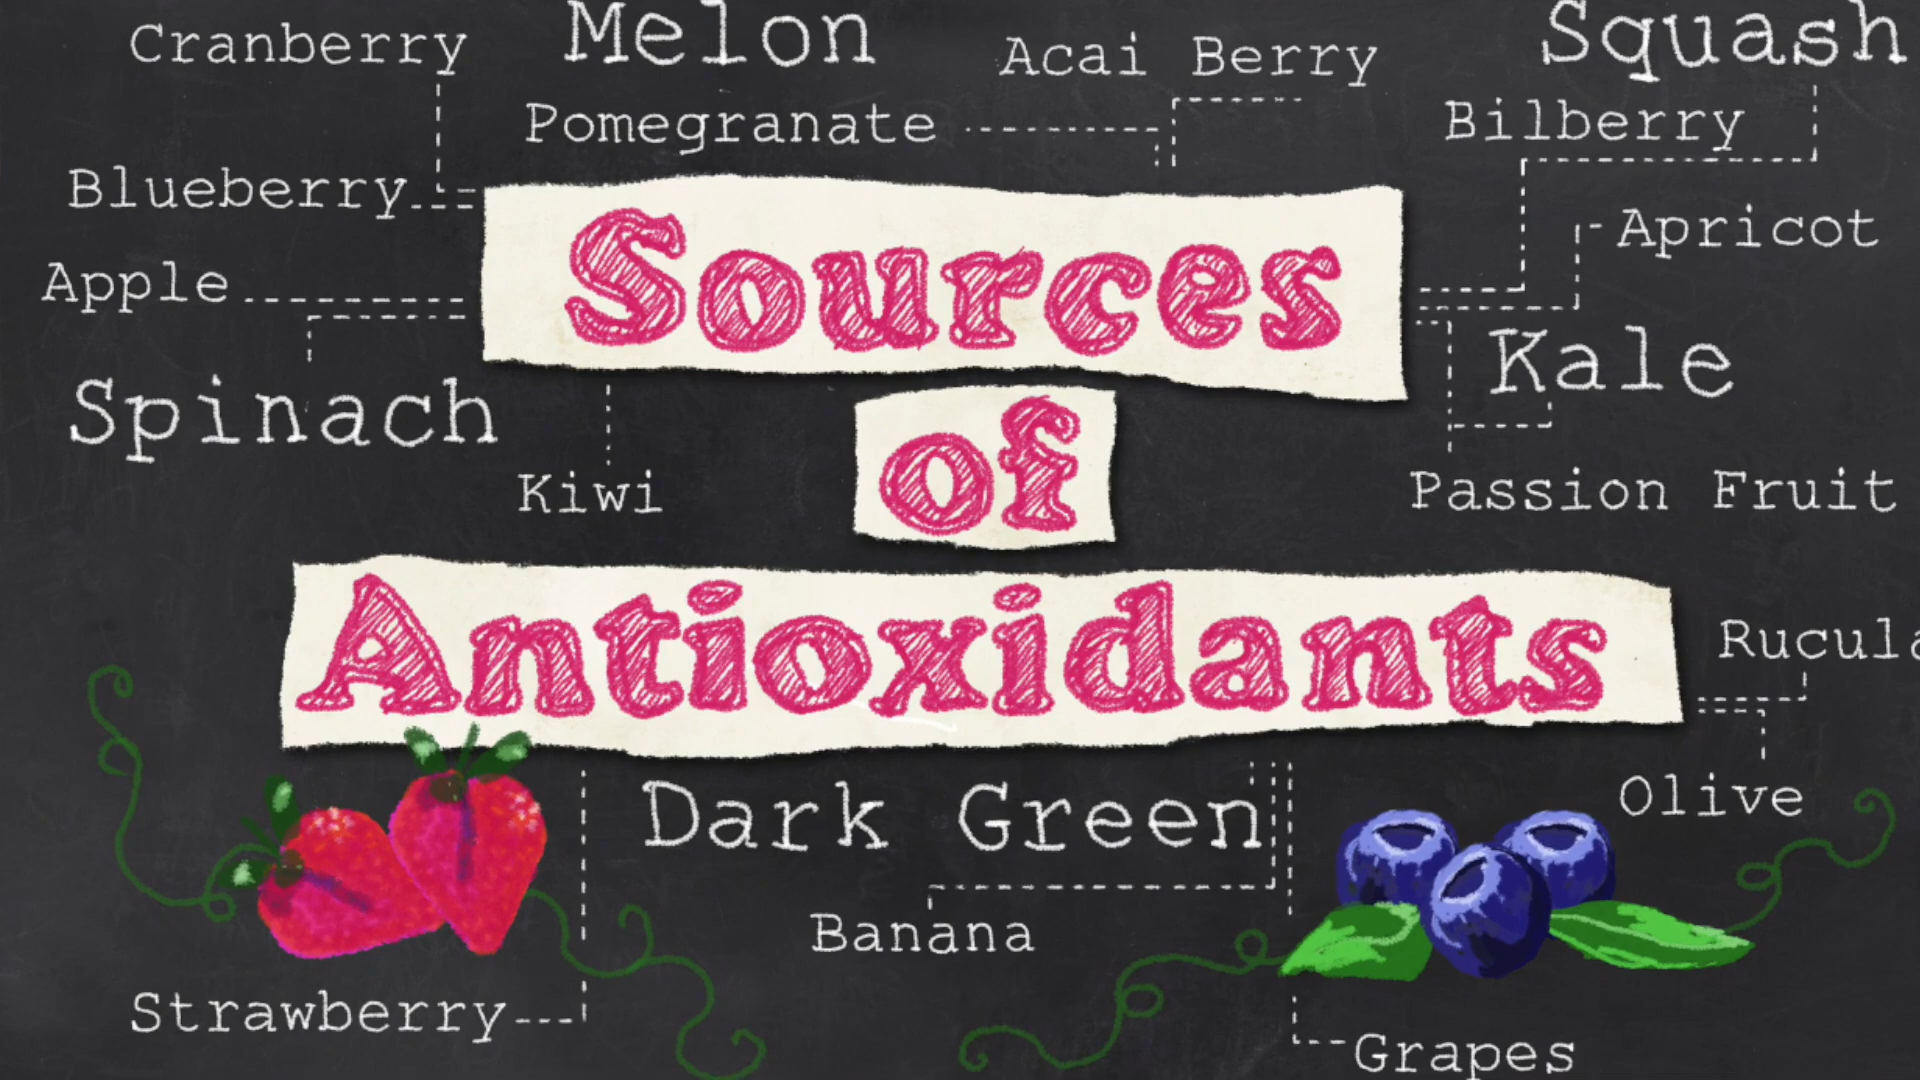 Cranberry
Melon
Acai Berry
Squash
Pomegranate
Bilberry
Blueberry
Apricot
Sources
Apple
Kale
Spinach
of
Kiwi
Passion Fruit
Antioxidants
Rucula
Dark Green
Olive
Banana
Strawberry
Grapes